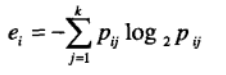 e_i = -\sum_{j=1}^{k} p_{ij} \log_2 p_{ij}